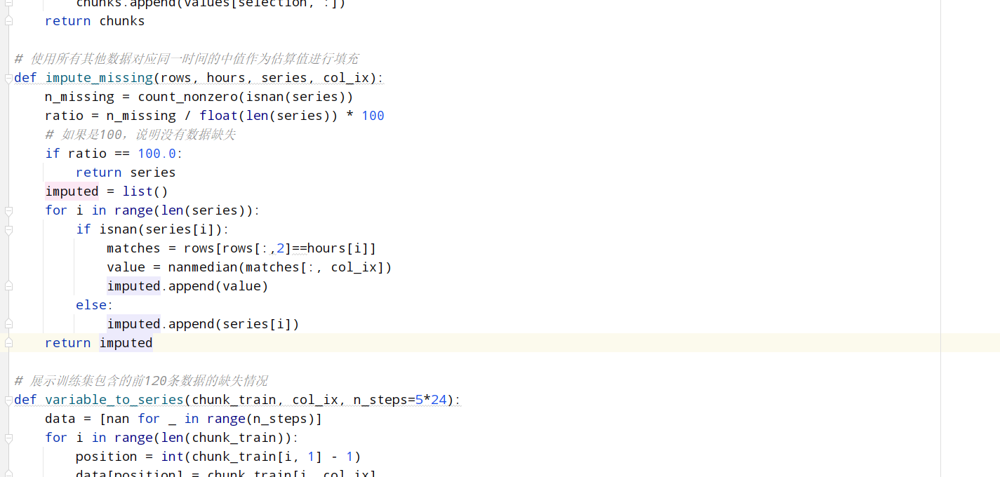 chunks.append(values[selection, :])
return chunks
# 使用所有其他数据对应同一时间的中值作为估算值进行填充
def impute_missing(rows, hours, series, col_ix):
n_missing = count_nonzero(isnan(series))
ratio = n_missing / float(len(series)) * 100
# 如果是100，说明没有数据缺失
if ratio == 100.0:
return series
imputed = list()
for i in range(len(series)):
if isnan(series[i]):
matches = rows[rows[:,2]==hours[i]]
value = nanmedian(matches[:, col_ix])
imputed.append(value)
else:
imputed.append(series[i])
return imputed
# 展示训练集包含的前120条数据的缺失情况
def variable_to_series(chunk_train, col_ix, n_steps=5*24):
data = [nan for _ in range(n_steps)]
for i in range(len(chunk_train)):
position = int(chunk_train[i, 1] - 1)
data[position] = chunk_train[i, col_ix]